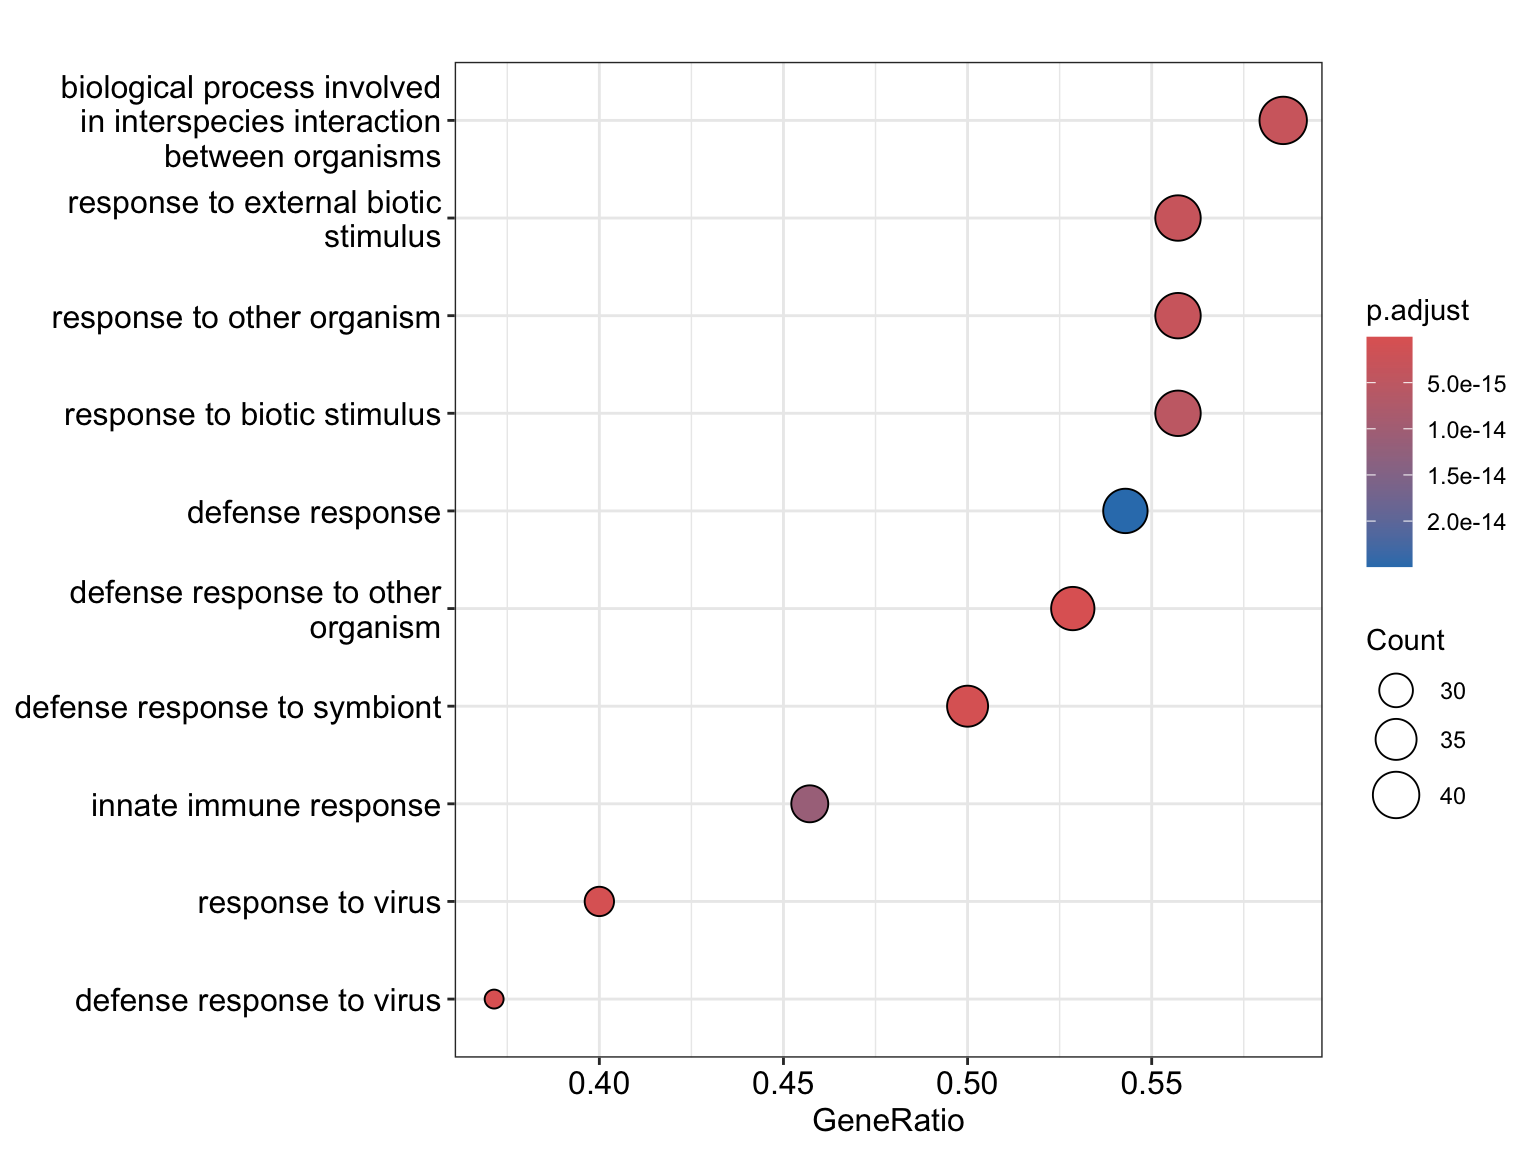 biological process involved
in interspecies interaction
between organisms
response to external biotic
stimulus
response to other organism
response to biotic stimulus
defense response
defense response to other
organism
defense response to symbiont
innate immune response
response to virus
defense response to virus
0.40 0.45 0.50 0.55
GeneRatio
p.adjust
5.0e-15
1.0e-14
1.5e-14
2.0e-14
Count
30
35
40